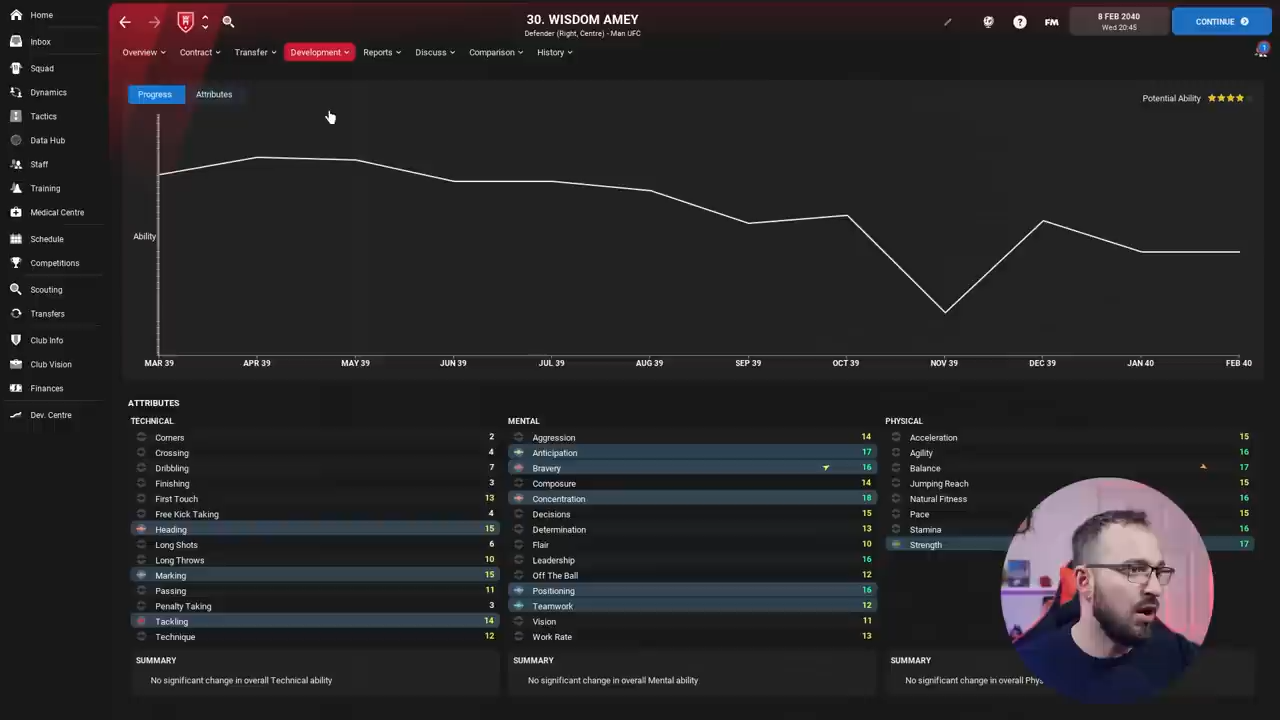 Home
Inbox
Squad
Dynamics
Tactics
Data Hub
Staff
Training
Medical Centre
Schedule
Competitions
Scouting
Transfers
Club Info
Club Vision
Finances
Dev. Centre
30. WISDOM AMEY
Defender (Right, Centre) - Man UFC
FM
8 FEB 2040
Wed 20:45
CONTINUE
1
Overview Contract Transfer Development Reports Discuss Comparison History
Progress Attributes
Potential Ability
Ability
MAR 39 APR 39 MAY 39 JUN 39 JUL 39 AUG 39 SEP 39 OCT 39 NOV 39 DEC 39 JAN 40 FEB 40
ATTRIBUTES
TECHNICAL
Corners 2
Crossing 4
Dribbling 7
Finishing 3
First Touch 13
Free Kick Taking 4
Heading 15
Long Shots 6
Long Throws 10
Marking 15
Passing 11
Penalty Taking 3
Tackling 14
Technique 12
SUMMARY
No significant change in overall Technical ability
MENTAL
Aggression 14
Anticipation 17
Bravery 16
Composure 14
Concentration 18
Decisions 15
Determination 13
Flair 10
Leadership 16
Off The Ball 12
Positioning 16
Teamwork 12
Vision 11
Work Rate 13
SUMMARY
No significant change in overall Mental ability
PHYSICAL
Acceleration 15
Agility 16
Balance 17
Jumping Reach 15
Natural Fitness 16
Pace 15
Stamina 16
Strength 17
SUMMARY
No significant change in overall